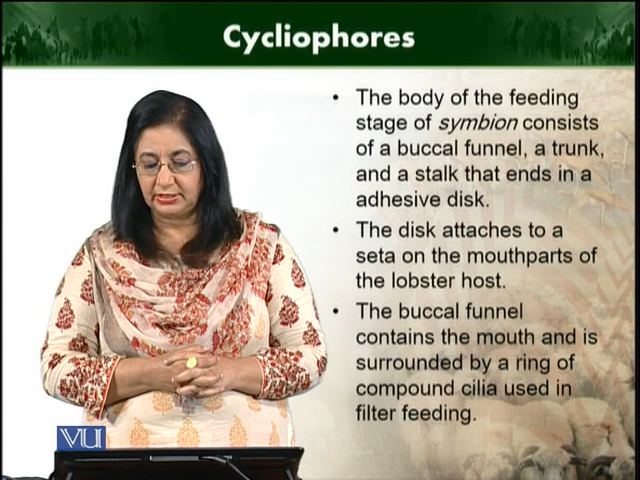 Cycliophores
• The body of the feeding
stage of symbion consists
of a buccal funnel, a trunk,
and a stalk that ends in a
adhesive disk.
• The disk attaches to a
seta on the mouthparts of
the lobster host.
• The buccal funnel
contains the mouth and is
surrounded by a ring of
compound cilia used in
filter feeding.
VU